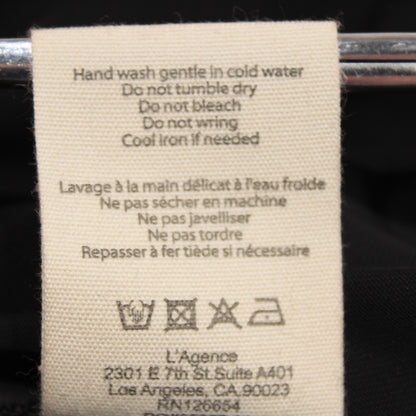 Hand wash gentle in cold water
Do not tumble dry
Do not bleach
Do not wring
Cool iron if needed
Lavage à la main délicat à l'eau froide
Ne pas sécher en machine
Ne pas javelliser
Ne pas tordre
Repasser à fer tiède si nécessaire
L'Agence
2301 E 7th St. Suite A401
Los Angeles, CA 90023
RN126654